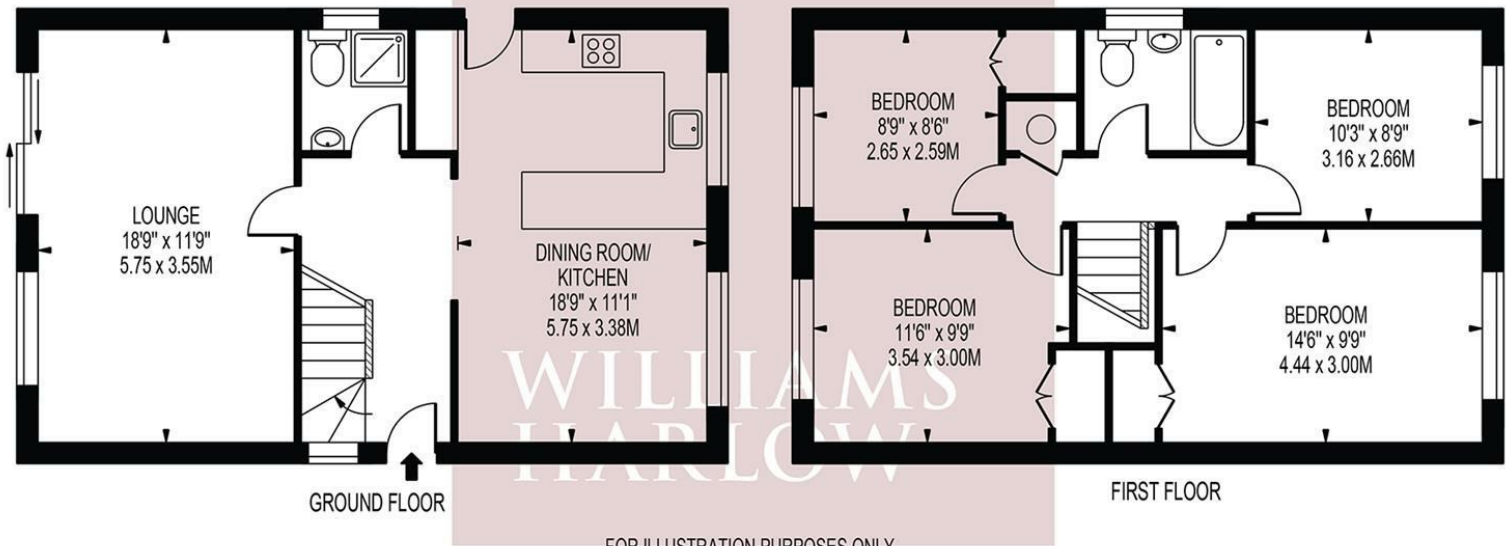 LOUNGE
18'9" x 11'9"
5.75 x 3.55M
DINING ROOM/
KITCHEN
18'9" x 11'1"
5.75 x 3.38M
GROUND FLOOR
BEDROOM
8'9" x 8'6"
2.65 x 2.59M
BEDROOM
10'3" x 8'9"
3.16 x 2.66M
BEDROOM
11'6" x 9'9"
3.54 x 3.00M
BEDROOM
14'6" x 9'9"
4.44 x 3.00M
FIRST FLOOR
WILLIAMS
HARLOW
FOR ILLUSTRATION PURPOSES ONLY